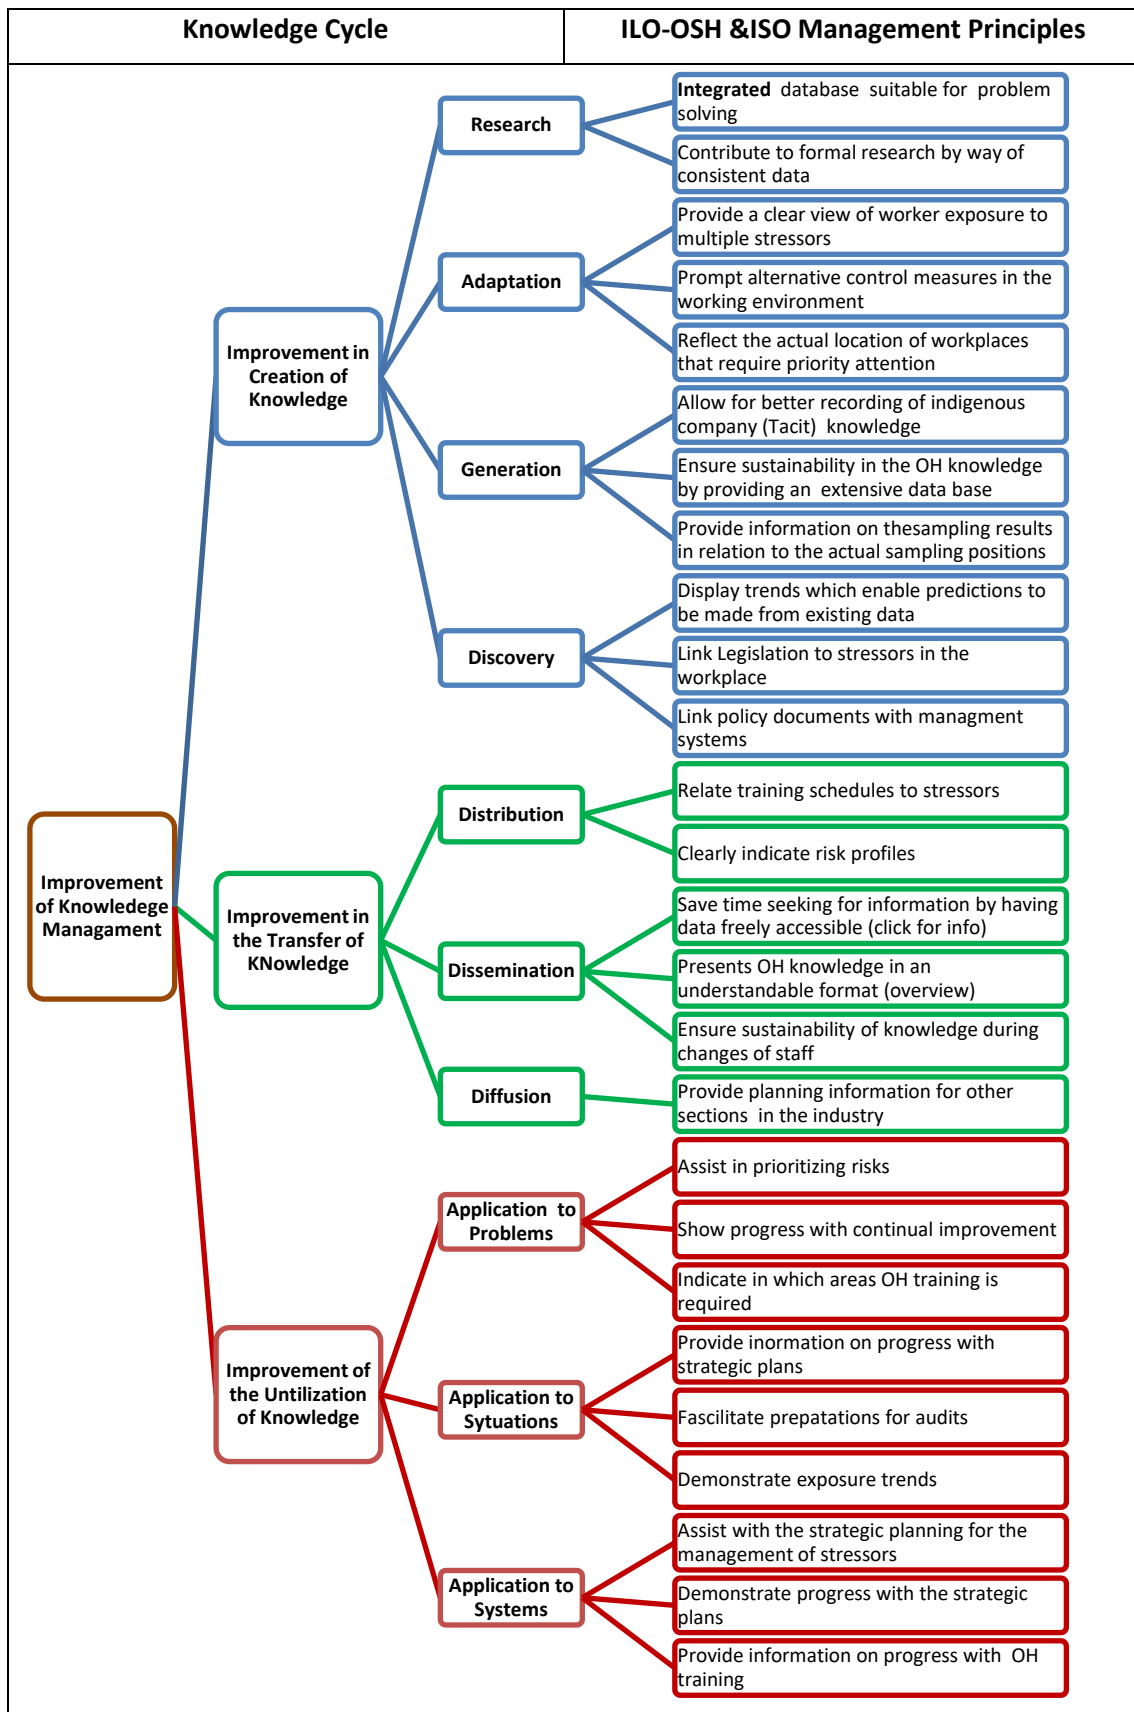 Knowledge Cycle
ILO-OSH &ISO Management Principles
Improvement
of Knowledege
Managament
Improvement in
Creation of
Knowledge
Research
Integrated database suitable for problem
solving
Contribute to formal research by way of
consistent data
Adaptation
Provide a clear view of worker exposure to
multiple stressors
Prompt alternative control measures in the
working environment
Reflect the actual location of workplaces
that require priority attention
Generation
Allow for better recording of indigenous
company (Tacit) knowledge
Ensure sustainability in the OH knowledge
by providing an extensive data base
Provide information on thesampling results
in relation to the actual sampling positions
Discovery
Display trends which enable predictions to
be made from existing data
Link Legislation to stressors in the
workplace
Link policy documents with managment
systems
Improvement in
the Transfer of
KNowledge
Distribution
Relate training schedules to stressors
Clearly indicate risk profiles
Dissemination
Save time seeking for information by having
data freely accessible (click for info)
Presents OH knowledge in an
understandable format (overview)
Ensure sustainability of knowledge during
changes of staff
Diffusion
Provide planning information for other
sections in the industry
Improvement of
the Untilization
of Knowledge
Application to
Problems
Assist in prioritizing risks
Show progress with continual improvement
Indicate in which areas OH training is
required
Application to
Sytuations
Provide inormation on progress with
strategic plans
Fascilitate prepatations for audits
Demonstrate exposure trends
Application to
Systems
Assist with the strategic planning for the
management of stressors
Demonstrate progress with the strategic
plans
Provide information on progress with OH
training